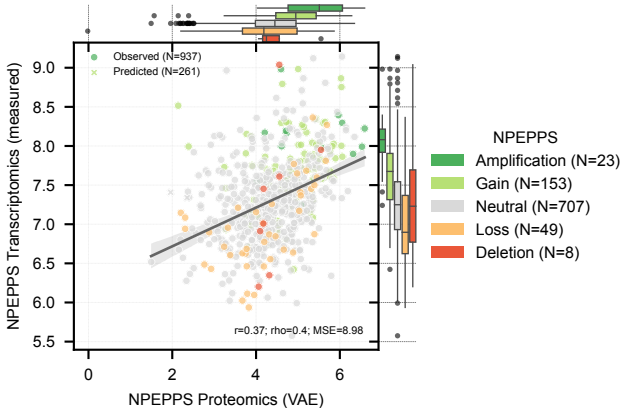 Observed (N=937)
Predicted (N=261)
9.0
8.5
8.0
7.5
7.0
6.5
6.0
5.5
NPEPPS Transcriptomics (measured)
r=0.37; rho=0.4; MSE=8.98
0 2 4 6
NPEPPS Proteomics (VAE)
NPEPPS
Amplification (N=23)
Gain (N=153)
Neutral (N=707)
Loss (N=49)
Deletion (N=8)